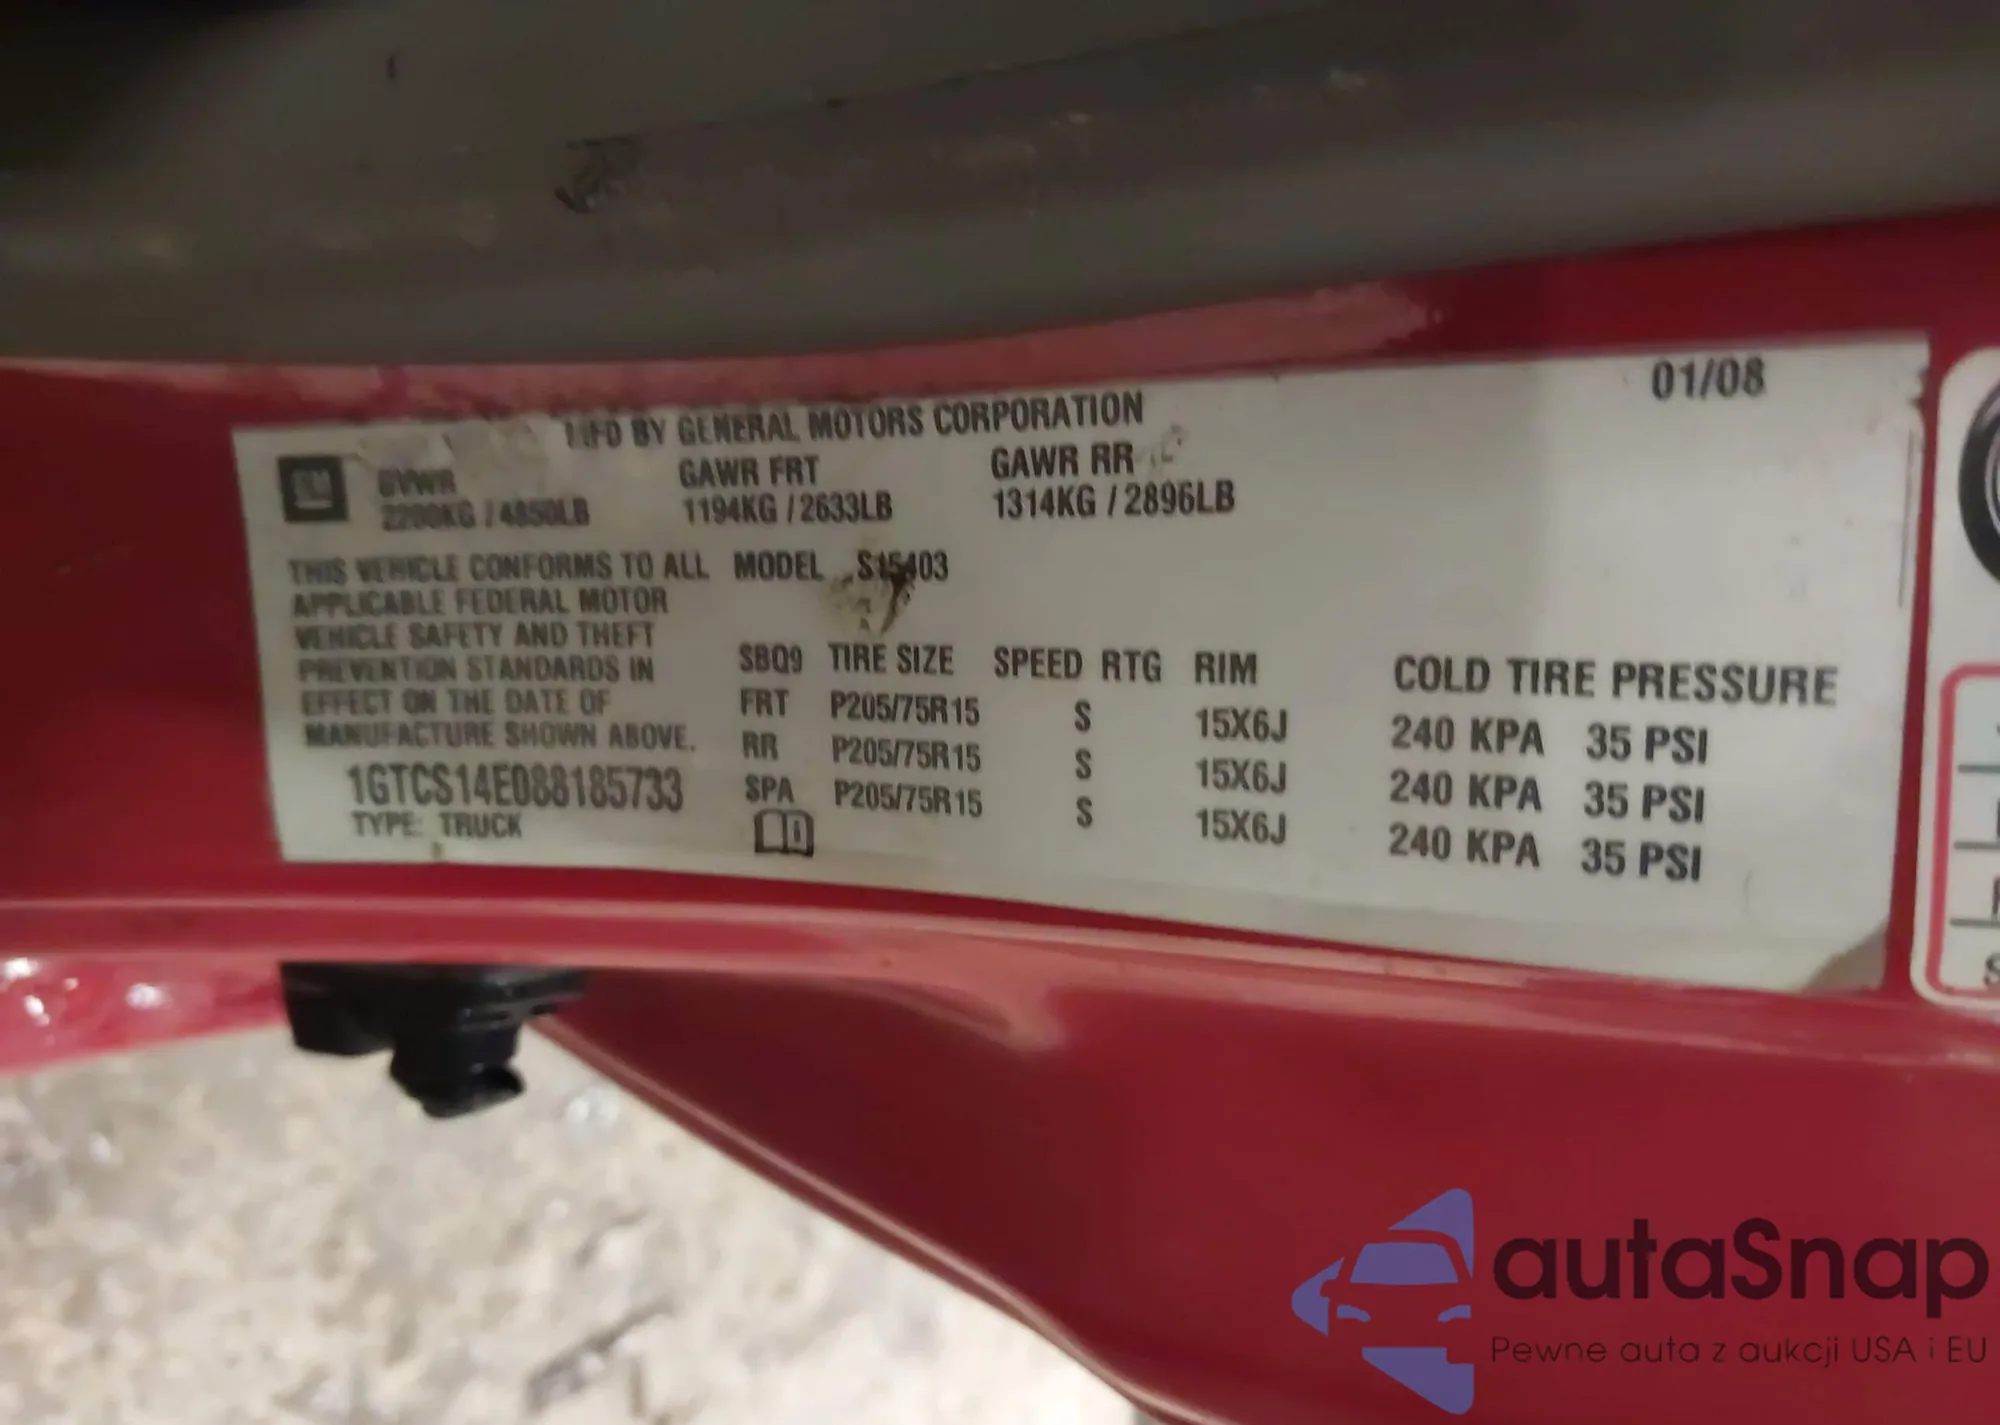 01/08
MFD BY GENERAL MOTORS CORPORATION
GM GVWR GAWR FRT GAWR RR
2200KG / 4850LB 1194KG / 2633LB 1314KG / 2896LB
THIS VEHICLE CONFORMS TO ALL MODEL S15403
APPLICABLE FEDERAL MOTOR
VEHICLE SAFETY AND THEFT
PREVENTION STANDARDS IN
EFFECT ON THE DATE OF
MANUFACTURE SHOWN ABOVE.
1GTCS14E088185733
TYPE: TRUCK
SBQ9 TIRE SIZE SPEED RTG RIM COLD TIRE PRESSURE
FRT P205/75R15 S 15X6J 240 KPA 35 PSI
RR P205/75R15 S 15X6J 240 KPA 35 PSI
SPA P205/75R15 S 15X6J 240 KPA 35 PSI
autaSnap
Pewne auta z aukcji USA i EU